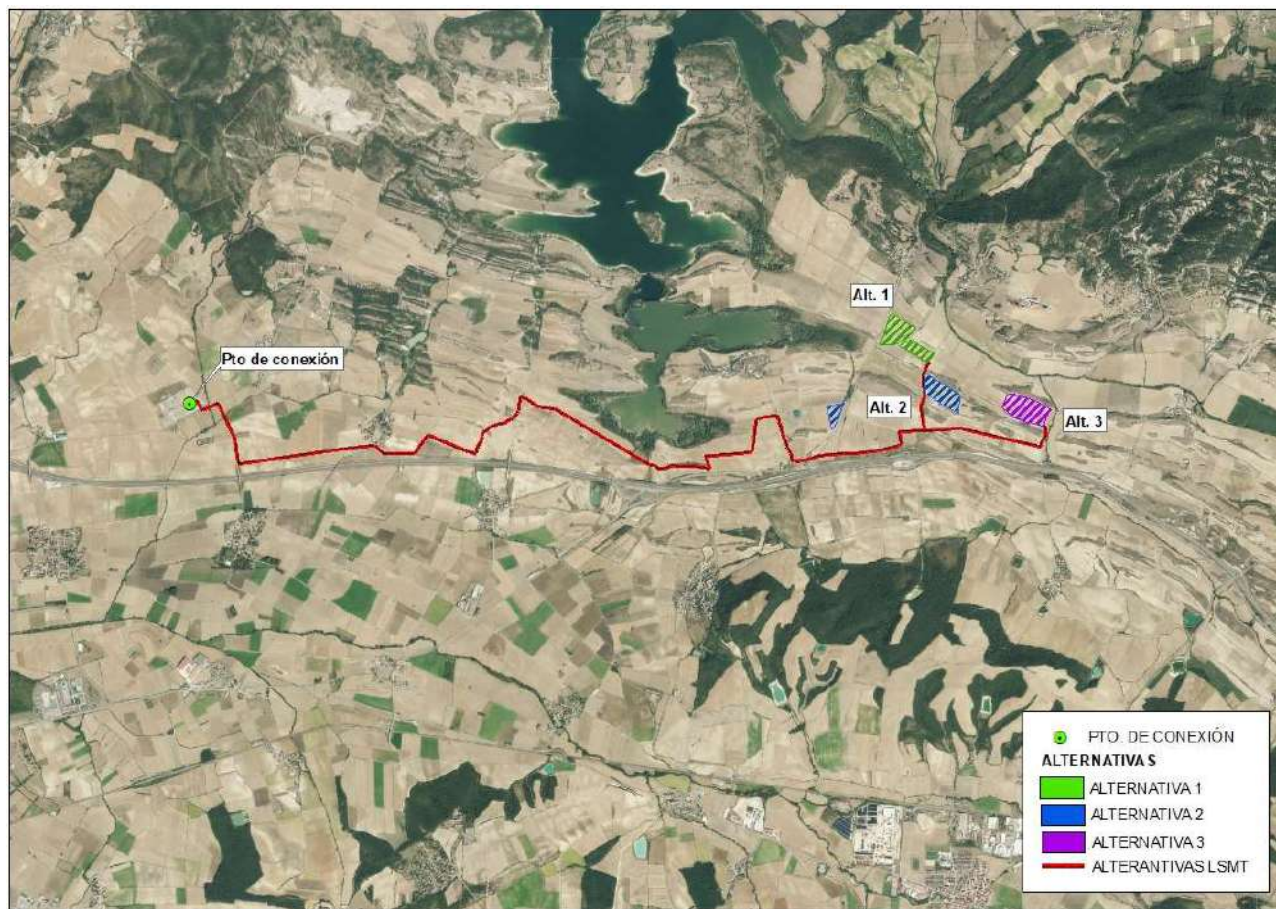 Alt. 1
Pto de conexión
Alt. 2
Alt. 3
PTO. DE CONEXIÓN
ALTERNATIVAS
ALTERNATIVA 1
ALTERNATIVA 2
ALTERNATIVA 3
ALTERANTIVAS LSMT